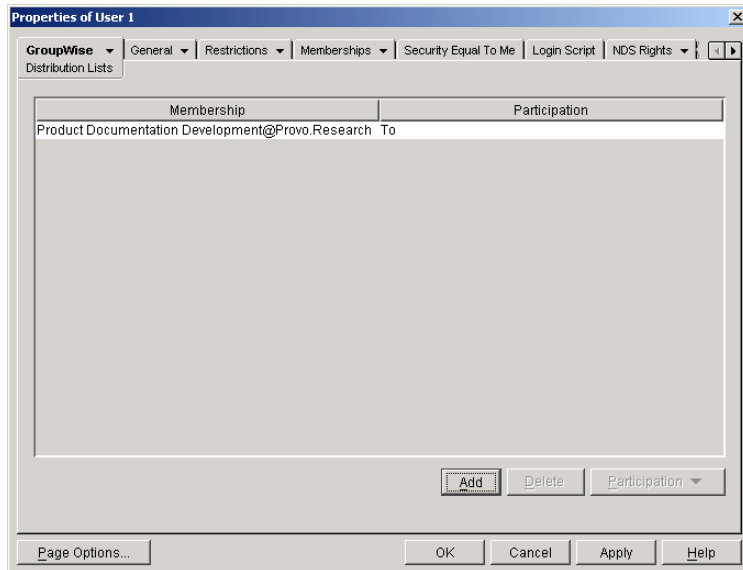 Properties of User 1
GroupWise General Restrictions Memberships Security Equal To Me Login Script NDS Rights
Distribution Lists
Membership Participation
Product Documentation Development@Provo.Research To
Add Delete Participation
Page Options... OK Cancel Apply Help